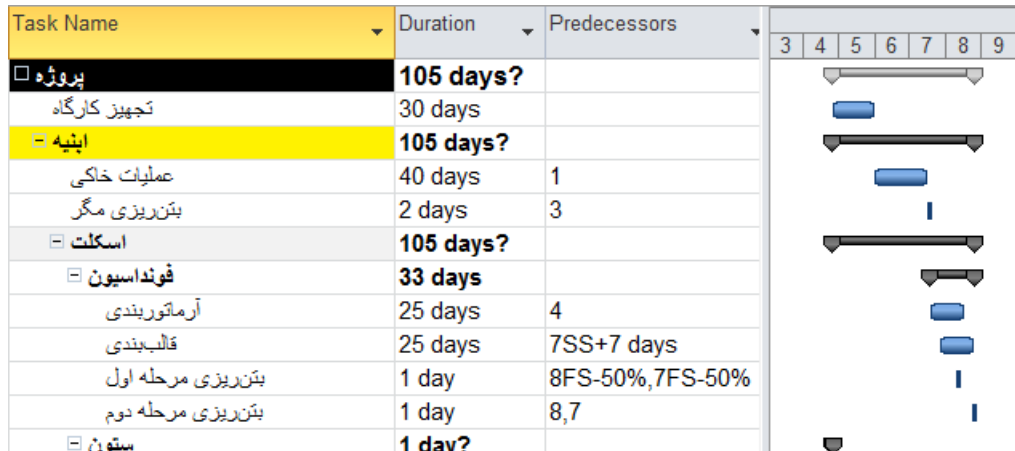 Task Name Duration Predecessors
3 4 5 6 7 8 9
پروژه 105 days?
تجهیز کارگاه 30 days
ابنیه 105 days?
عملیات خاکی 40 days 1
بتن‌ریزی مگر 2 days 3
اسکلت 105 days?
فونداسیون 33 days
آرماتوربندی 25 days 4
قالب‌بندی 25 days 7SS+7 days
بتن‌ریزی مرحله اول 1 day 8FS-50%,7FS-50%
بتن‌ریزی مرحله دوم 1 day 8,7
ستون 1 day?